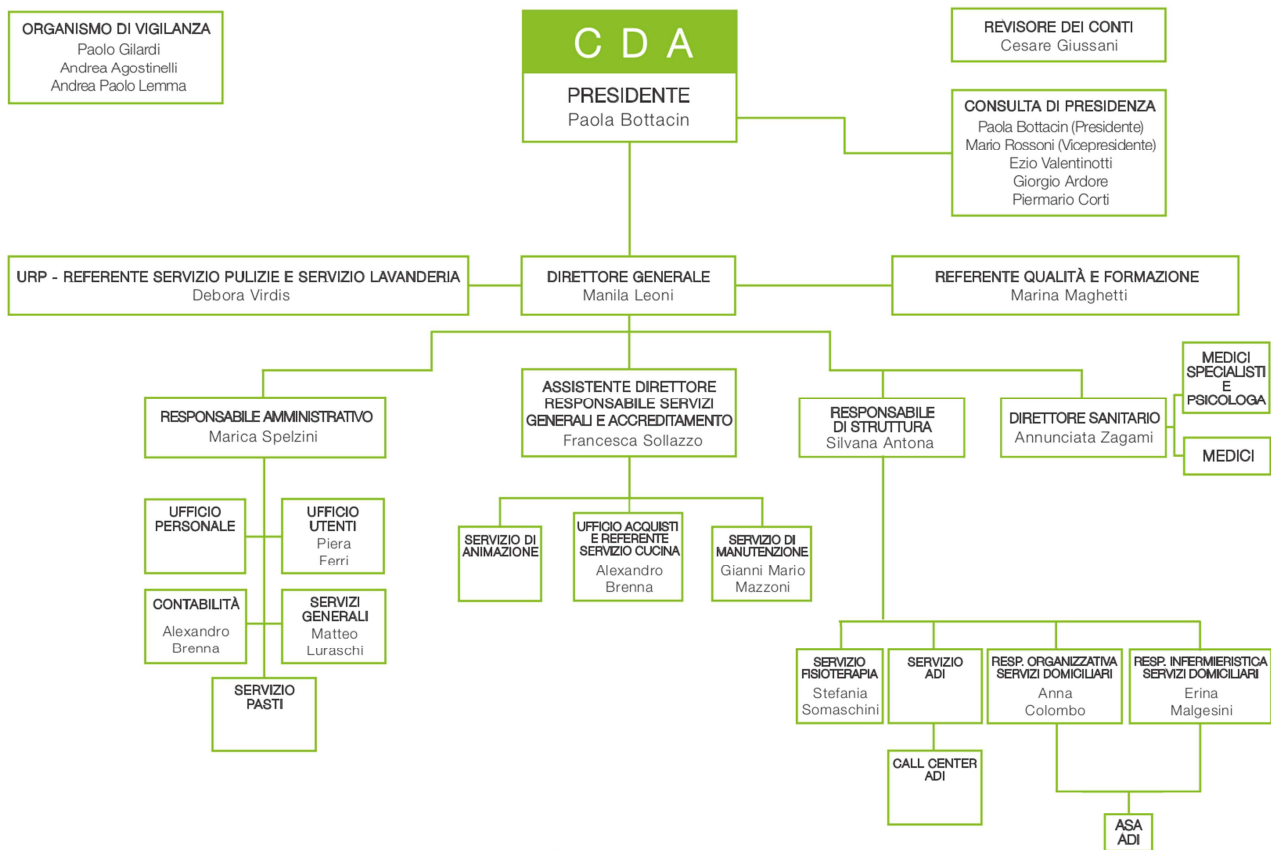 ORGANISMO DI VIGILANZA
Paolo Gilardi
Andrea Agostinelli
Andrea Paolo Lemma
CDA
PRESIDENTE
Paola Bottacin
REVISORE DEI CONTI
Cesare Giussani
CONSULTA DI PRESIDENZA
Paola Bottacin (Presidente)
Mario Rossoni (Vicepresidente)
Ezio Valentinotti
Giorgio Ardore
Piermario Corti
URP - REFERENTE SERVIZIO PULIZIE E SERVIZIO LAVANDERIA
Debora Virdis
DIRETTORE GENERALE
Manila Leoni
REFERENTE QUALITÀ E FORMAZIONE
Marina Maghetti
RESPONSABILE AMMINISTRATIVO
Marica Spelzini
ASSISTENTE DIRETTORE
RESPONSABILE SERVIZI
GENERALI E ACCREDITAMENTO
Francesca Sollazzo
RESPONSABILE
DI STRUTTURA
Silvana Antona
DIRETTORE SANITARIO
Annunciata Zagami
MEDICI
SPECIALISTI
E
PSICOLOGA
MEDICI
UFFICIO
PERSONALE
UFFICIO
UTENTI
Piera
Ferri
CONTABILITÀ
Alexandro
Brenna
SERVIZI
GENERALI
Matteo
Luraschi
SERVIZIO
PASTI
SERVIZIO DI
ANIMAZIONE
UFFICIO ACQUISTI
E REFERENTE
SERVIZIO CUCINA
Alexandro
Brenna
SERVIZIO DI
MANUTENZIONE
Gianni Mario
Mazzoni
SERVIZIO
FISIOTERAPIA
Stefania
Somaschini
SERVIZIO
ADI
RESP. ORGANIZZATIVA
SERVIZI DOMICILIARI
Anna
Colombo
RESP. INFERMIERISTICA
SERVIZI DOMICILIARI
Erina
Malgesini
CALL CENTER
ADI
ASA
ADI